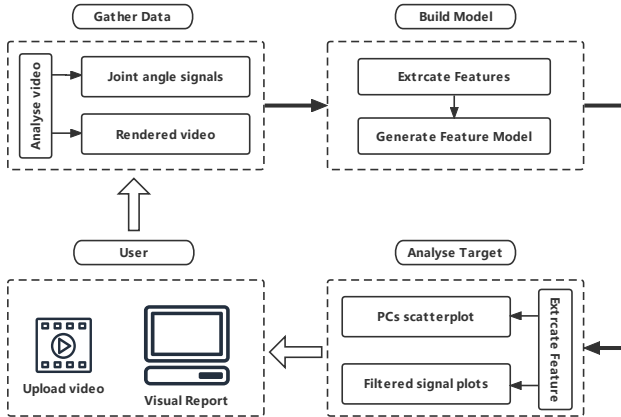 Gather Data
Build Model
Analyse video
Joint angle signals
Rendered video
Extrcate Features
Generate Feature Model
User
Analyse Target
Upload video
Visual Report
PCs scatterplot
Filtered signal plots
Extrcate Feature